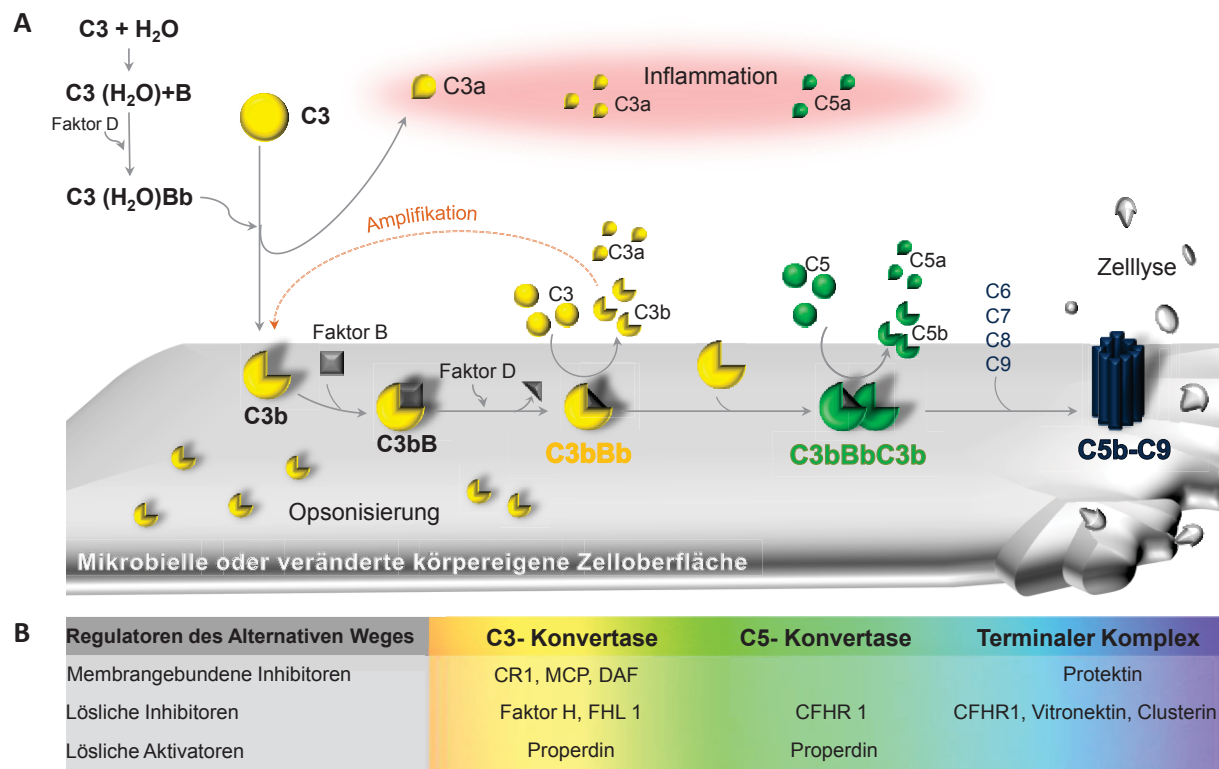 A
C3 + H₂O
C3 (H₂O)+B
Faktor D
C3 (H₂O)Bb
C3
C3a
Inflammation
C3a
C5a
Amplifikation
C3a
C3
C3b
C5
C5a
C5b
Zelllyse
C6
C7
C8
C9
Faktor B
Faktor D
C3b
C3bB
C3bBb
C3bBbC3b
C5b-C9
Opsonisierung
Mikrobielle oder veränderte körpereigene Zelloberfläche
B
Regulatoren des Alternativen Weges C3- Konvertase C5- Konvertase Terminaler Komplex
Membrangebundene Inhibitoren CR1, MCP, DAF Protektin
Lösliche Inhibitoren Faktor H, FHL 1 CFHR 1 CFHR1, Vitronektin, Clusterin
Lösliche Aktivatoren Properdin Properdin